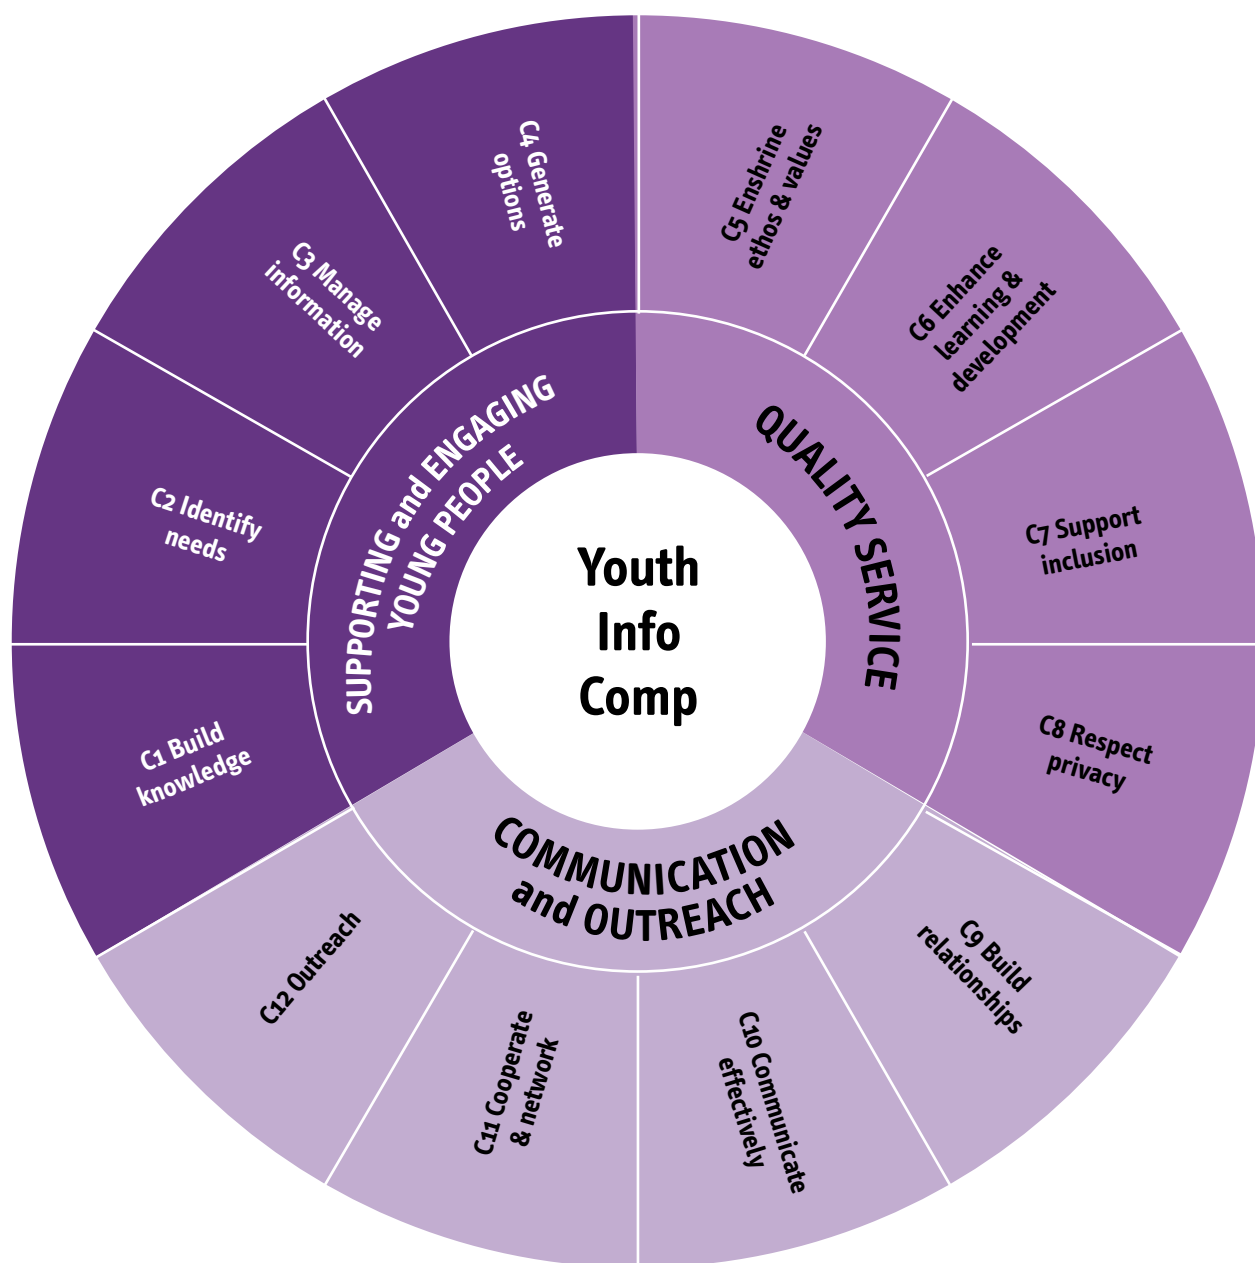 Youth
Info
Comp
SUPPORTING and ENGAGING
YOUNG PEOPLE
C1 Build
knowledge
C2 Identify
needs
C3 Manage
information
C4 Generate
options
QUALITY SERVICE
C5 Enshrine
ethos & values
C6 Enhance
learning &
development
C7 Support
inclusion
C8 Respect
privacy
COMMUNICATION
and OUTREACH
C9 Build
relationships
C10 Communicate
effectively
C11 Cooperate
& network
C12 Outreach